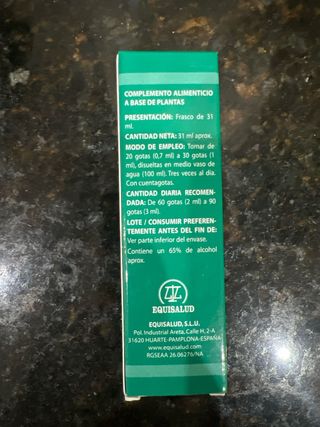 COMPLEMENTO ALIMENTICIO
A BASE DE PLANTAS
PRESENTACIÓN: Frasco de 31
ml.
CANTIDAD NETA: 31 ml aprox.
MODO DE EMPLEO: Tomar de
20 gotas (0,7 ml) a 30 gotas (1
ml), disueltas en medio vaso de
agua (100 ml). Tres veces al día.
Con cuentagotas.
CANTIDAD DIARIA RECOMEN-
DADA: De 60 gotas (2 ml) a 90
gotas (3 ml).
LOTE / CONSUMIR PREFEREN-
TEMENTE ANTES DEL FIN DE:
Ver parte inferior del envase.
Contiene un 65% de alcohol
aprox.
EQUISALUD
EQUISALUD, S.L.U.
Pol. Industrial Areta, Calle H, 2-A
31620 HUARTE-PAMPLONA-ESPAÑA
www.equisalud.com
RGSEAA 26.06276/NA